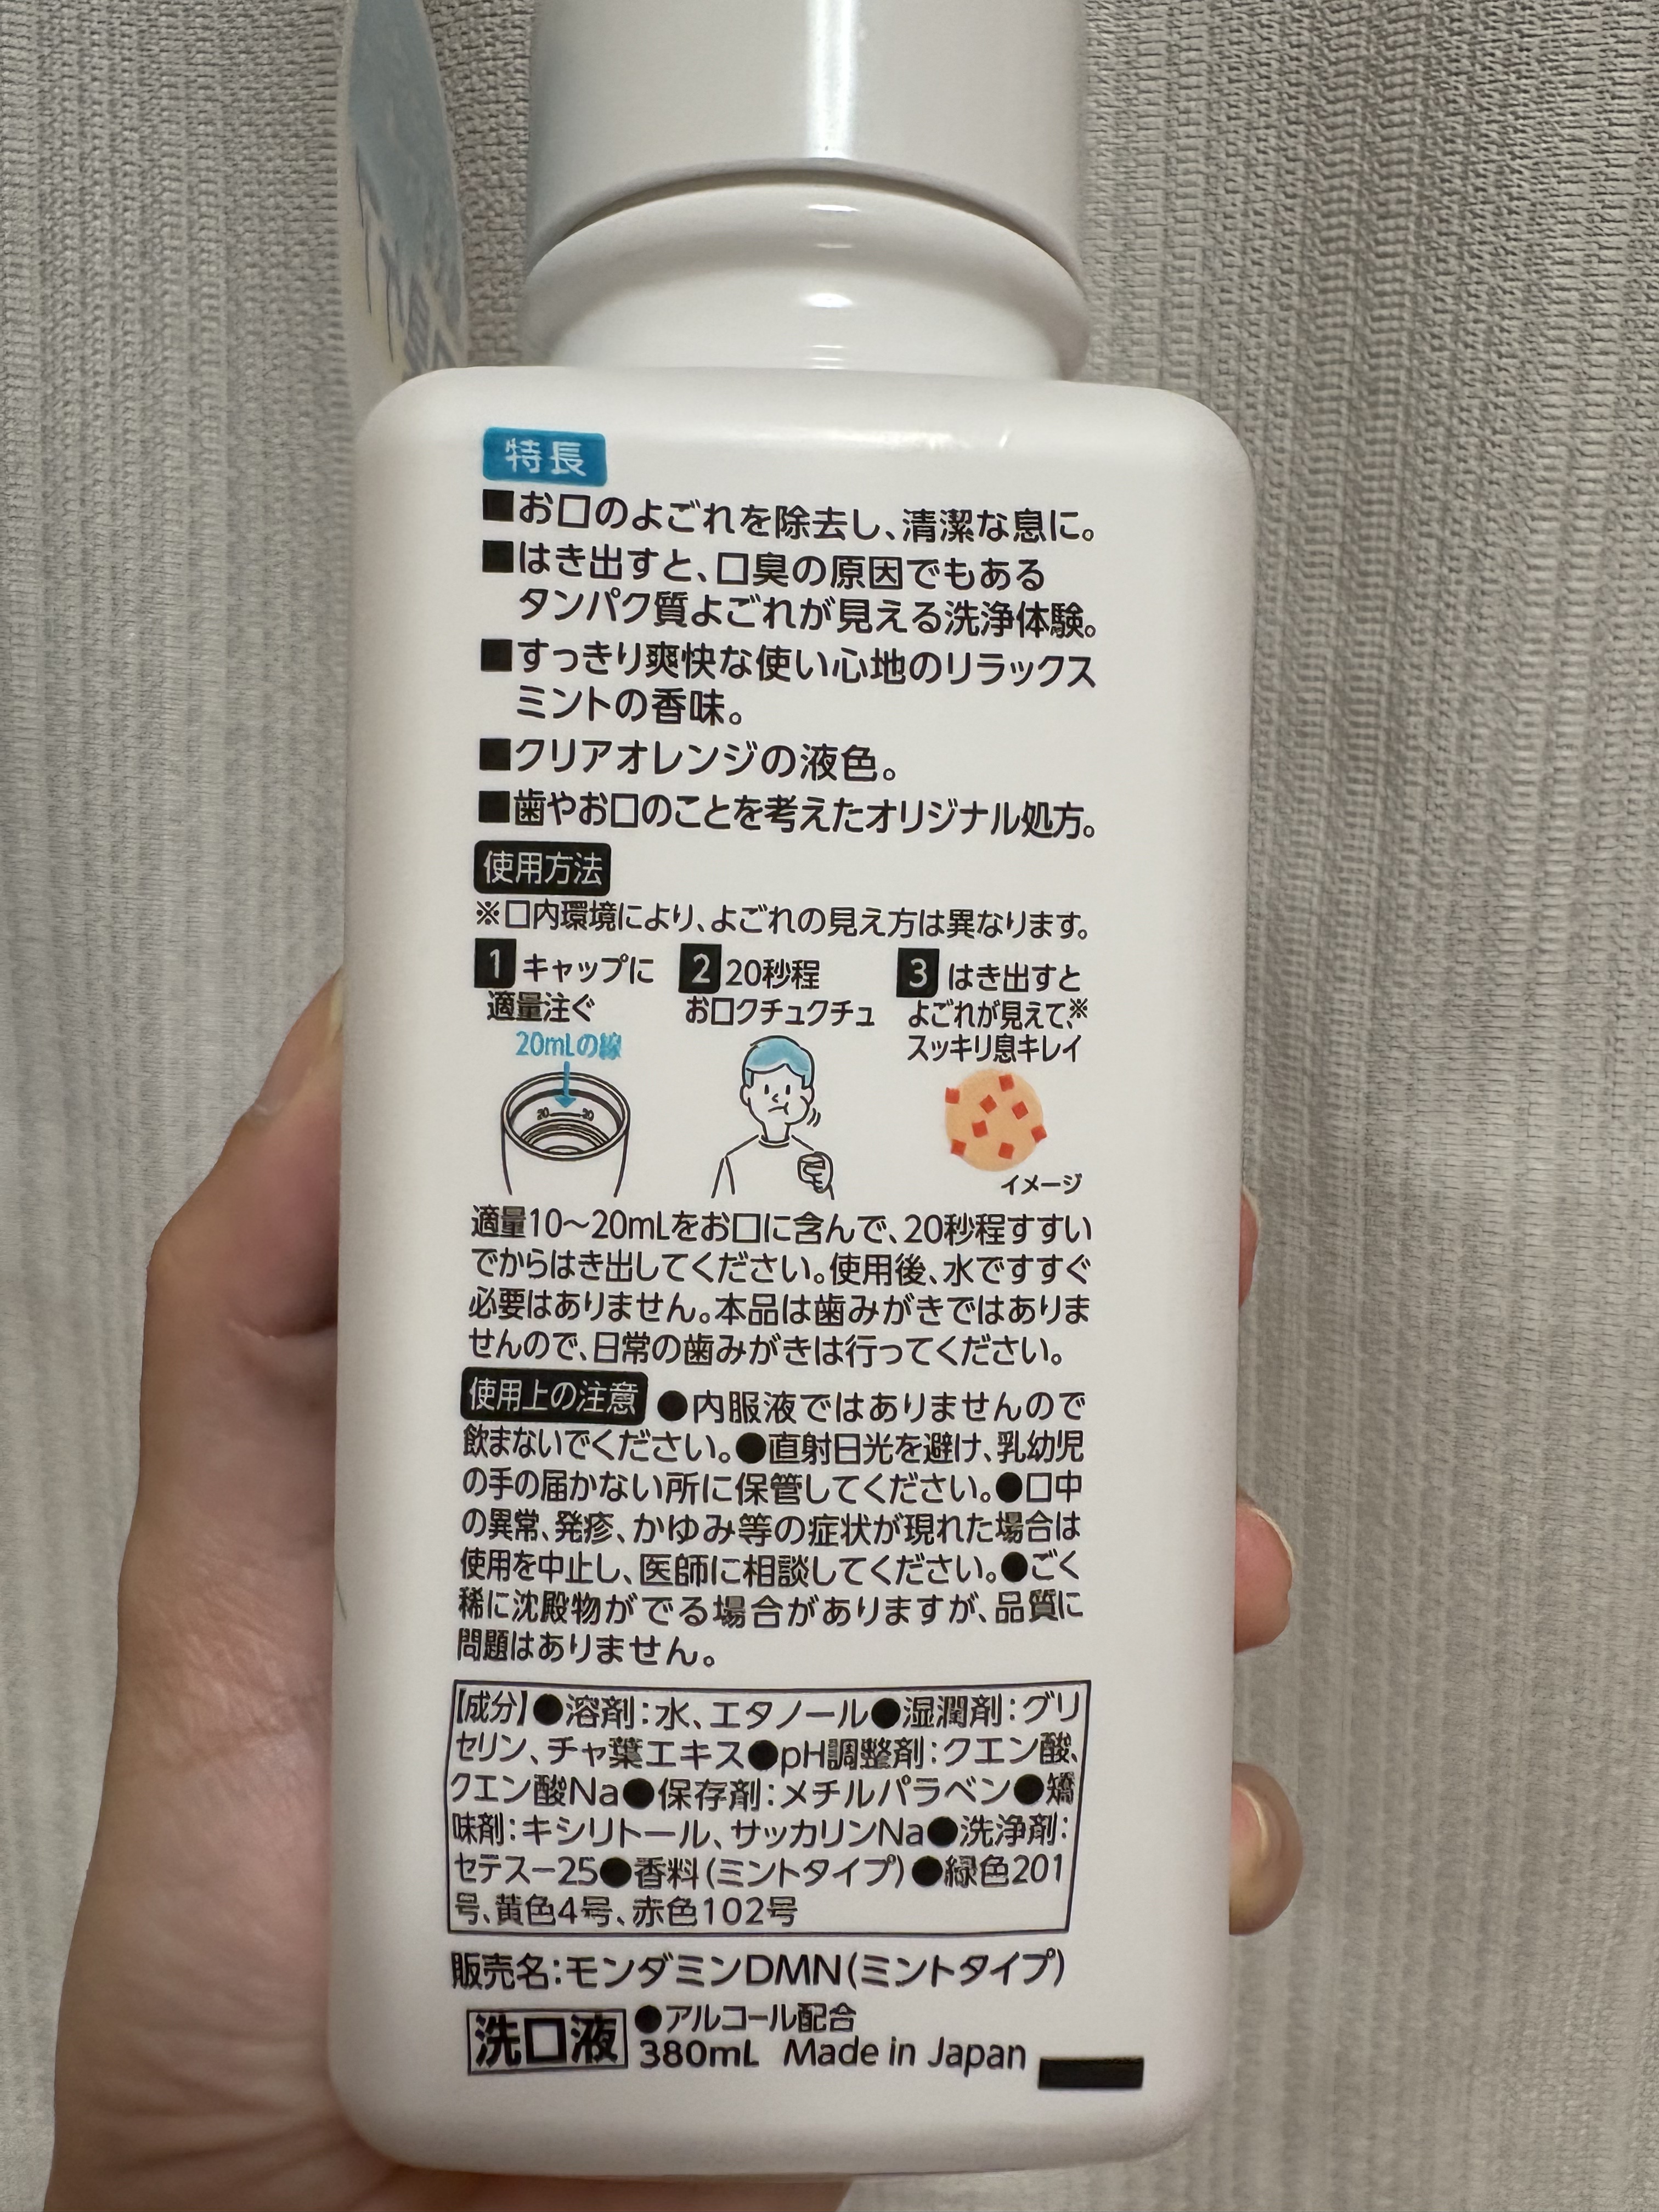 特長
■お口のよごれを除去し、清潔な息に。
■はき出すと、口臭の原因でもある
タンパク質よごれが見える洗浄体験。
■すっきり爽快な使い心地のリラックス
ミントの香味。
■クリアオレンジの液色。
■歯やお口のことを考えたオリジナル処方。
使用方法
※口内環境により、よごれの見え方は異なります。
1 キャップに
適量注ぐ
20mLの線
20 20
2 20秒程
お口クチュクチュ
3 はき出すと
よごれが見えて、※
スッキリ息キレイ
イメージ
適量10〜20mLをお口に含んで、20秒程すすい
でからはき出してください。使用後、水ですすぐ
必要はありません。本品は歯みがきではありま
せんので、日常の歯みがきは行ってください。
使用上の注意 ●内服液ではありませんので
飲まないでください。●直射日光を避け、乳幼児
の手の届かない所に保管してください。●口中
の異常、発疹、かゆみ等の症状が現れた場合は
使用を中止し、医師に相談してください。●ごく
稀に沈殿物がでる場合がありますが、品質に
問題はありません。
【成分】●溶剤:水、エタノール●湿潤剤:グリ
セリン、チャ葉エキス●pH調整剤:クエン酸、
クエン酸Na●保存剤:メチルパラベン●矯
味剤:キシリトール、サッカリンNa●洗浄剤:
セテスー25●香料(ミントタイプ)●緑色201
号、黄色4号、赤色102号
販売名:モンダミンDMN(ミントタイプ)
洗口液
●アルコール配合
380mL Made in Japan